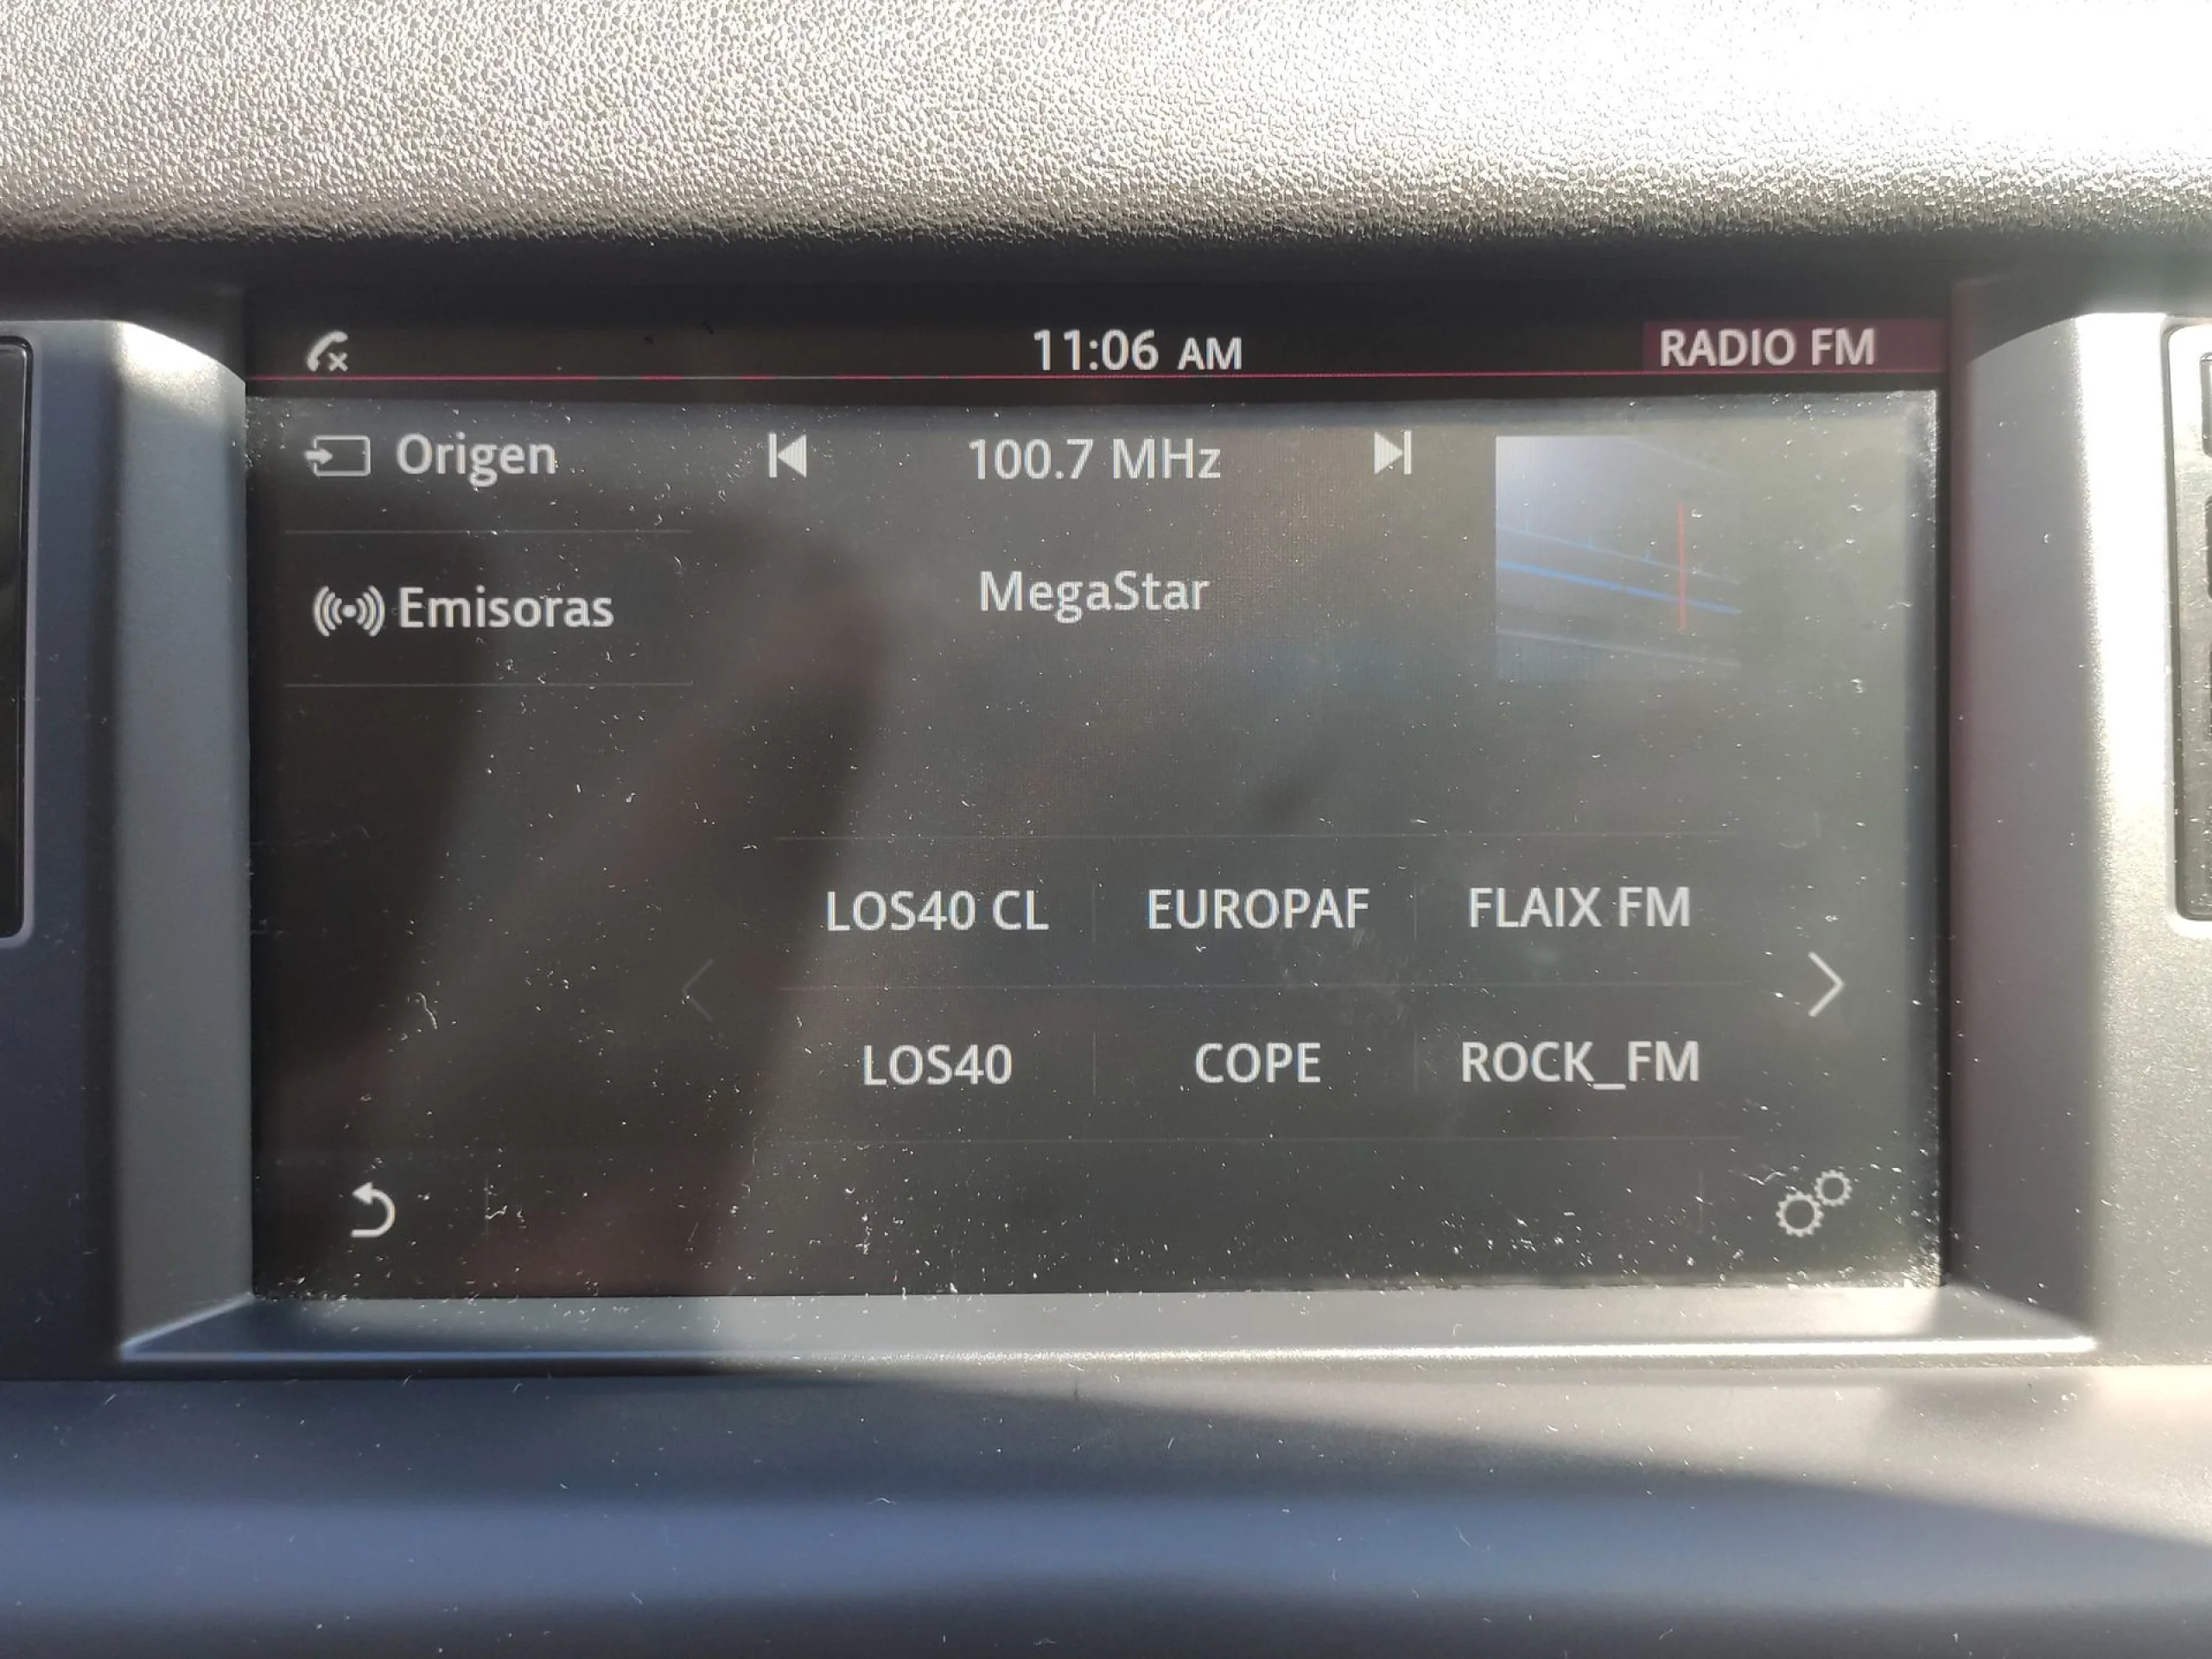 11:06 AM
RADIO FM
Origen
100.7 MHz
Emisoras
MegaStar
LOS40 CL
EUROPAF
FLAIX FM
LOS40
COPE
ROCK_FM